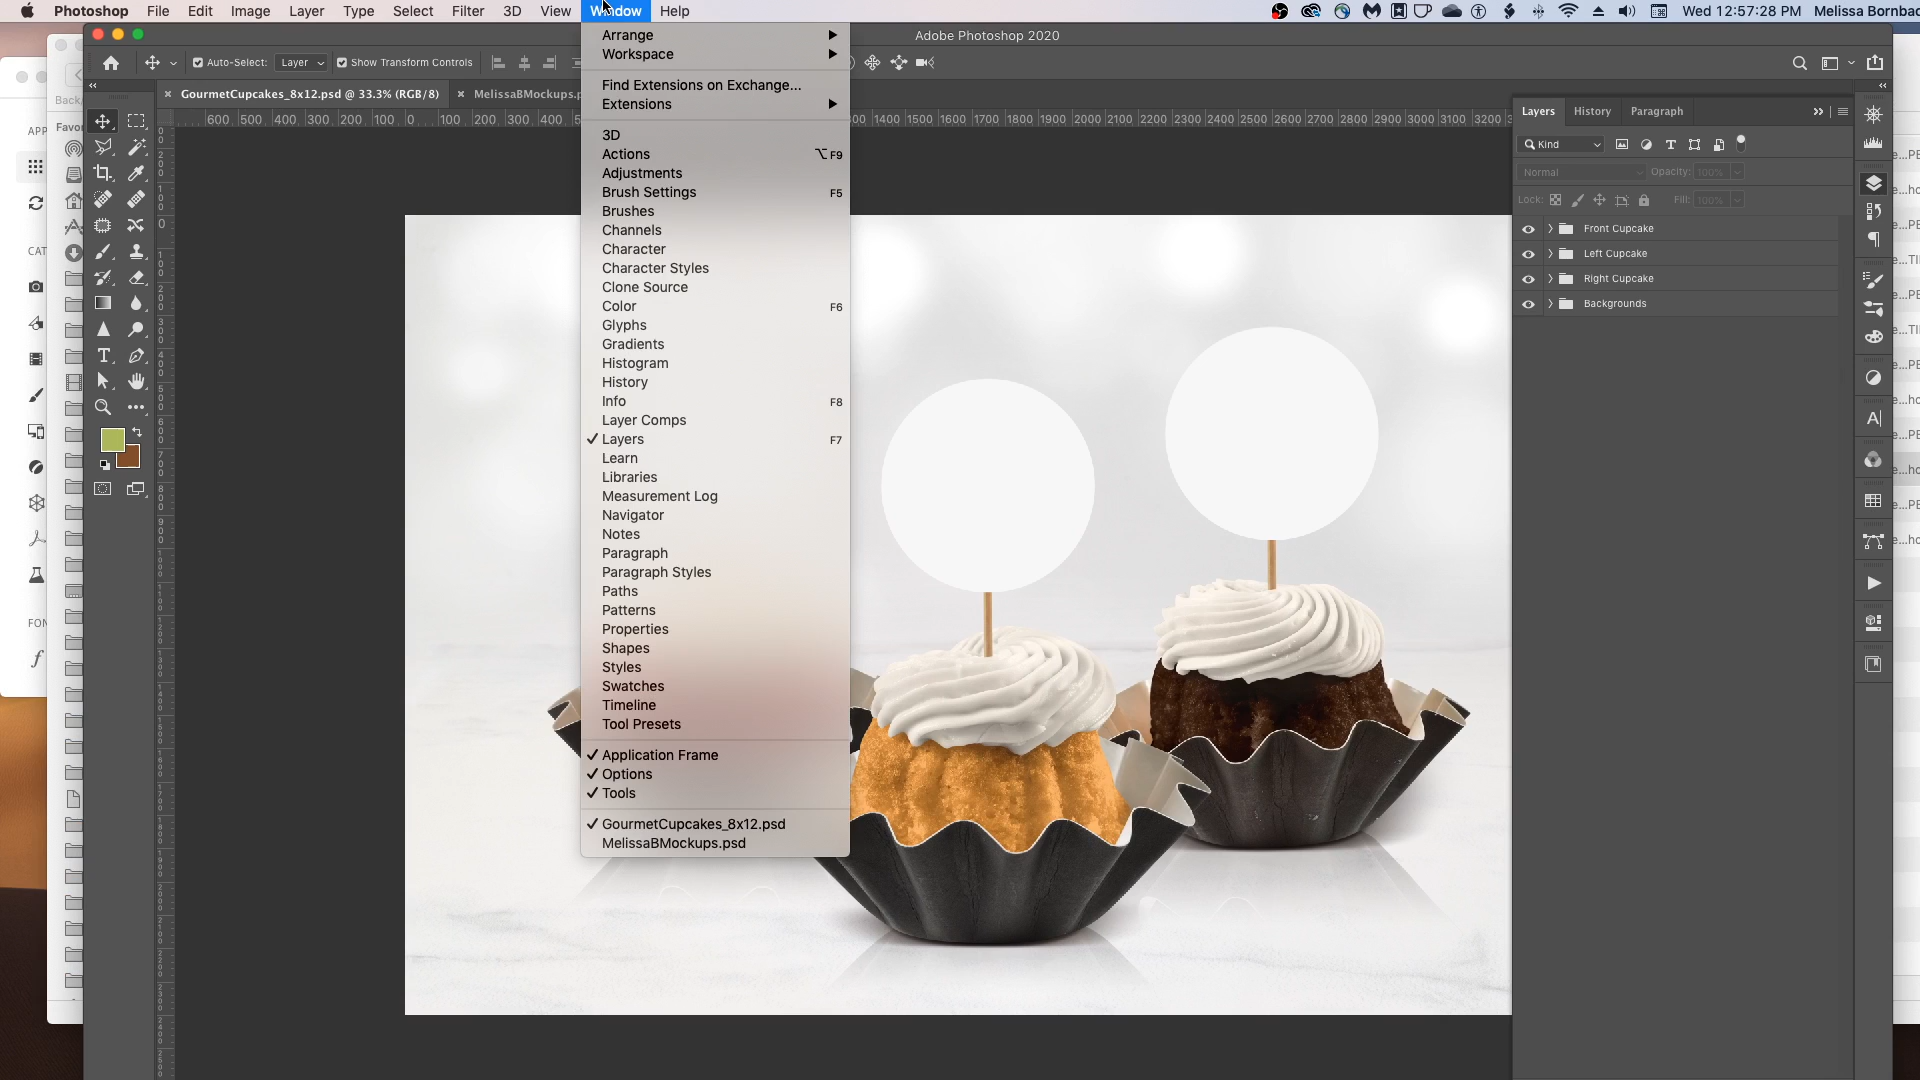 Photoshop File Edit Image Layer Type Select Filter 3D View Window Help
Wed 12:57:28 PM Melissa Bornbac
Adobe Photoshop 2020
Auto-Select: Layer Show Transform Controls
GourmetCupcakes_8x12.psd @ 33.3% (RGB/8) MelissaBMockups.p
Back/
Favor
APP
CAT
FON
600 500 400 300 200 100 0 100 200 300 400 1400 1500 1600 1700 1800 1900 2000 2100 2200 2300 2400 2500 2600 2700 2800 2900 3000 3100 3200
Arrange
Workspace
Find Extensions on Exchange...
Extensions
3D
Actions ⌥F9
Adjustments
Brush Settings F5
Brushes
Channels
Character
Character Styles
Clone Source
Color F6
Glyphs
Gradients
Histogram
History
Info F8
Layer Comps
✓ Layers F7
Learn
Libraries
Measurement Log
Navigator
Notes
Paragraph
Paragraph Styles
Paths
Patterns
Properties
Shapes
Styles
Swatches
Timeline
Tool Presets
✓ Application Frame
✓ Options
✓ Tools
✓ GourmetCupcakes_8x12.psd
MelissaBMockups.psd
Layers History Paragraph
Kind
Normal Opacity: 100%
Lock: Fill: 100%
Front Cupcake
Left Cupcake
Right Cupcake
Backgrounds